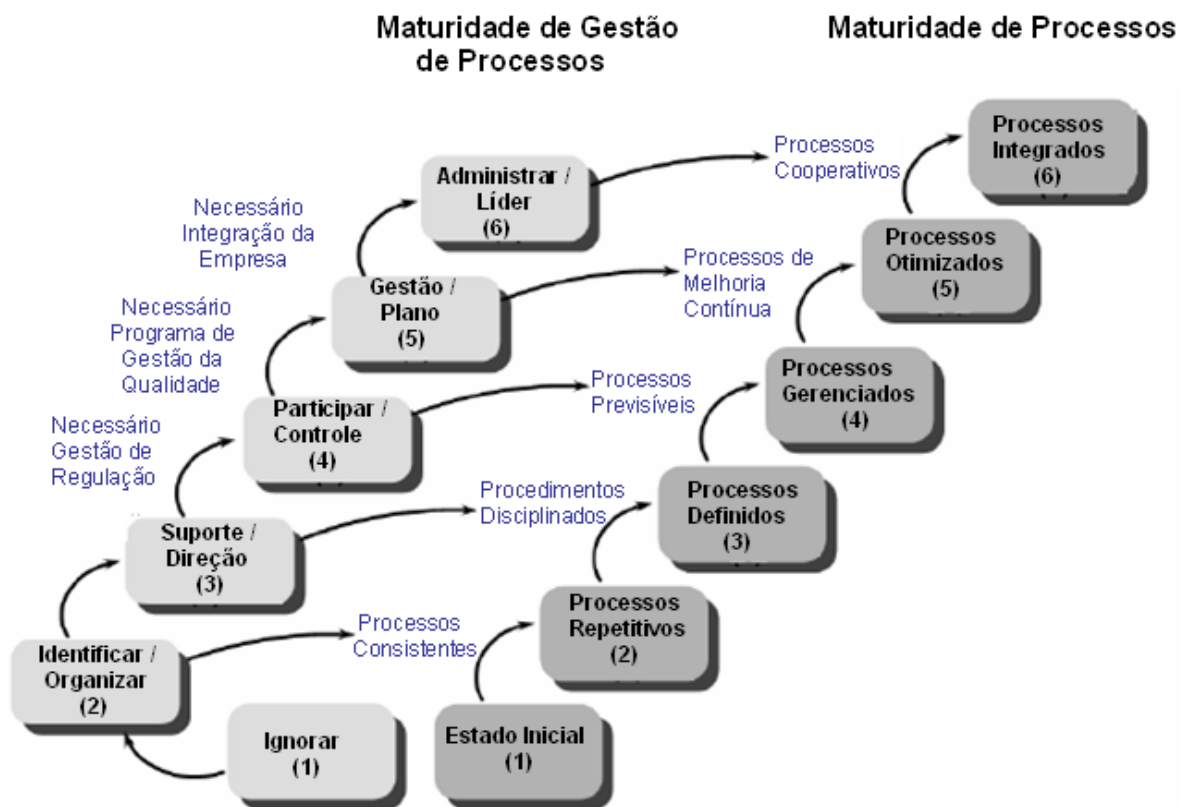 Maturidade de Gestão
de Processos
Maturidade de Processos
Processos
Integrados
(6)
Processos
Cooperativos
Administrar /
Líder
(6)
Necessário
Integração da
Empresa
Processos
Otimizados
(5)
Processos de
Melhoria
Contínua
Gestão /
Plano
(5)
Necessário
Programa de
Gestão da
Qualidade
Processos
Gerenciados
(4)
Processos
Previsíveis
Participar /
Controle
(4)
Necessário
Gestão de
Regulação
Processos
Definidos
(3)
Procedimentos
Disciplinados
Suporte /
Direção
(3)
Processos
Repetitivos
(2)
Processos
Consistentes
Identificar /
Organizar
(2)
Ignorar
(1)
Estado Inicial
(1)